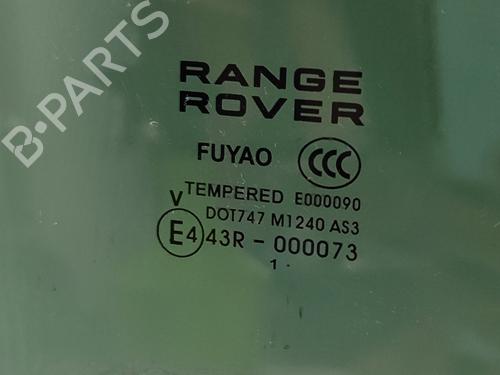 B-PARTS
RANGE
ROVER
FUYAO CCC
TEMPERED E000090
V DOT747 M1240 AS3
E4 43R - 000073
1